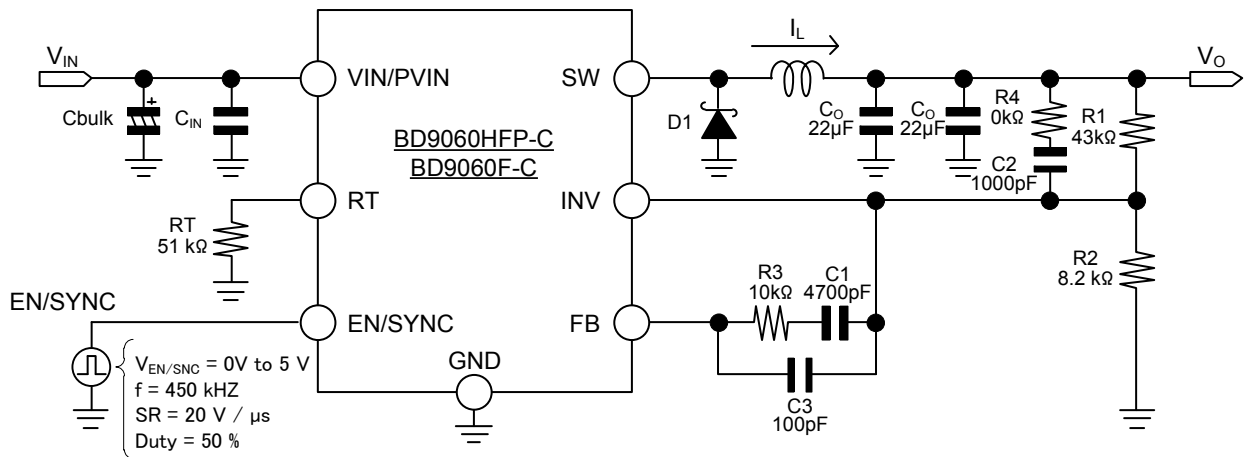 V_IN
Cbulk
+
C_IN
VIN/PVIN
SW
I_L
V_O
D1
C_O
22µF
C_O
22µF
R4
0kΩ
R1
43kΩ
C2
1000pF
BD9060HFP-C
BD9060F-C
RT
INV
RT
51 kΩ
R2
8.2 kΩ
R3
10kΩ
C1
4700pF
EN/SYNC
EN/SYNC
FB
GND
C3
100pF
V_EN/SNC = 0V to 5 V
f = 450 kHZ
SR = 20 V / µs
Duty = 50 %